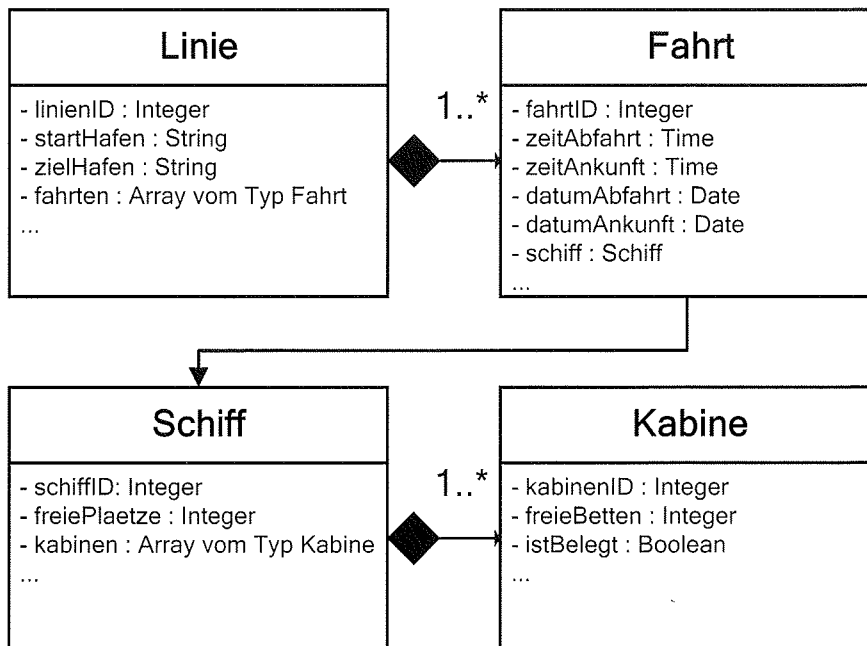 Linie
- linienID : Integer
- startHafen : String
- zielHafen : String
- fahrten : Array vom Typ Fahrt
...
1..*
Fahrt
- fahrtID : Integer
- zeitAbfahrt : Time
- zeitAnkunft : Time
- datumAbfahrt : Date
- datumAnkunft : Date
- schiff : Schiff
...
Schiff
- schiffID: Integer
- freiePlaetze : Integer
- kabinen : Array vom Typ Kabine
...
1..*
Kabine
- kabinenID : Integer
- freieBetten : Integer
- istBelegt : Boolean
...